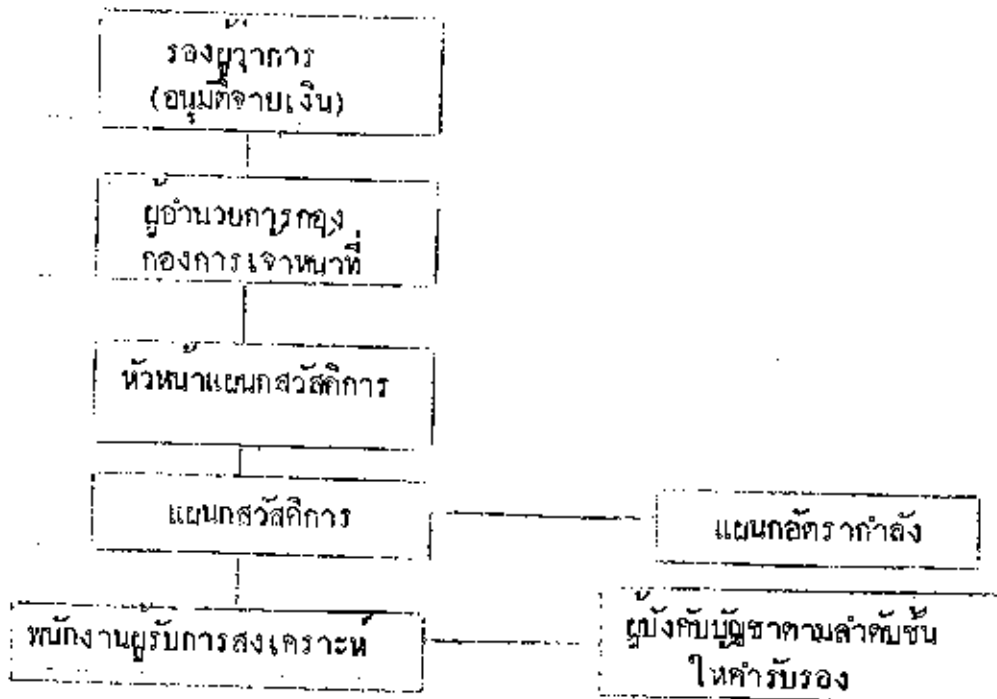 รองผู้ว่าการ
(อนุมัติจ่ายเงิน)
ผู้อำนวยการกอง
กองการเจ้าหน้าที่
หัวหน้าแผนกสวัสดิการ
แผนกสวัสดิการ
แผนกอัตรากำลัง
พนักงานผู้รับการสงเคราะห์
ผู้บังคับบัญชาตามลำดับชั้น
ให้คำรับรอง